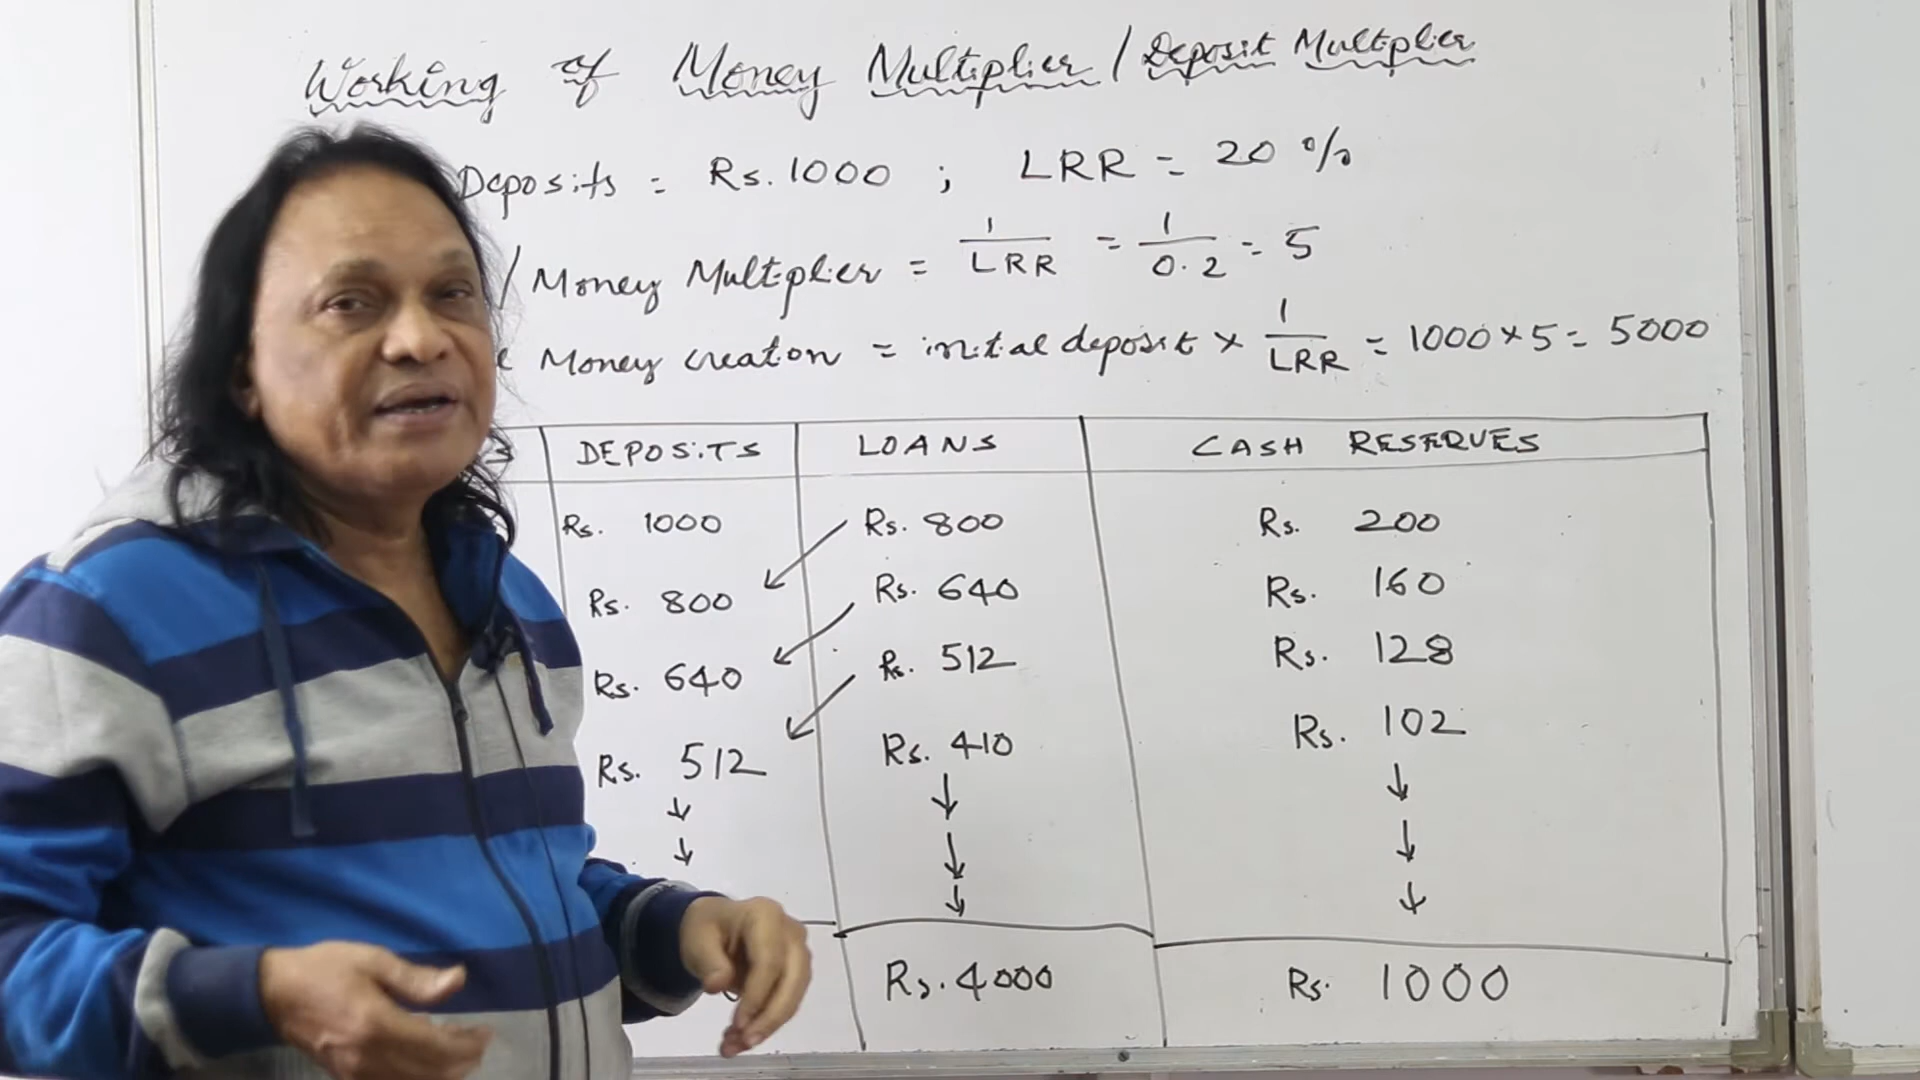 Working of Money Multiplier / Deposit Multiplier
Deposits = Rs. 1000 ; LRR = 20 %
/ Money Multiplier = 1/LRR = 1/0.2 = 5
Money creaton = initial deposit × 1/LRR = 1000 × 5 = 5000
S DEPOSiTS LOANS CASH RESERVES
Rs. 1000 Rs. 800 Rs. 200
Rs. 800 Rs. 640 Rs. 160
Rs. 640 Rs. 512 Rs. 128
Rs. 512 Rs. 410 Rs. 102
Rs. 4000 Rs. 1000